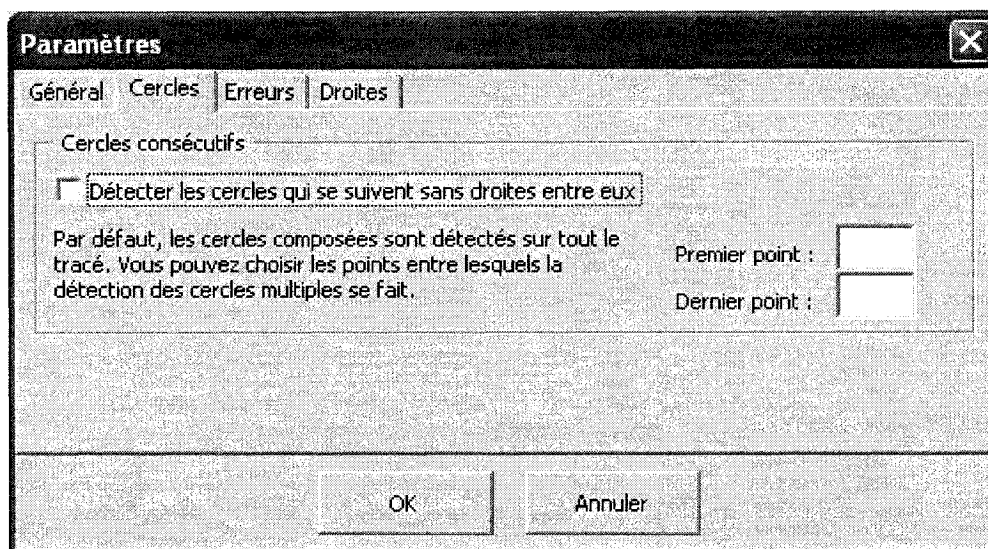 Paramètres
Général Cercles Erreurs Droites
Cercles consécutifs
Détecter les cercles qui se suivent sans droites entre eux
Par défaut, les cercles composées sont détectés sur tout le
tracé. Vous pouvez choisir les points entre lesquels la
détection des cercles multiples se fait.
Premier point :
Dernier point :
OK Annuler